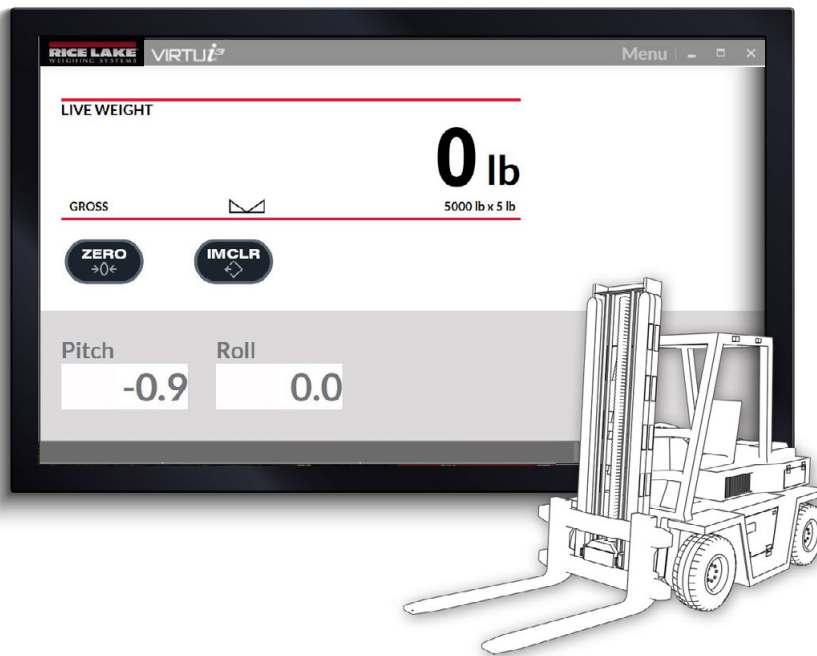 RICE LAKE VIRTUi³ Menu
WEIGHING SYSTEMS
LIVE WEIGHT
0 lb
GROSS 5000 lb x 5 lb
ZERO IMCLR
→0←
Pitch Roll
-0.9 0.0